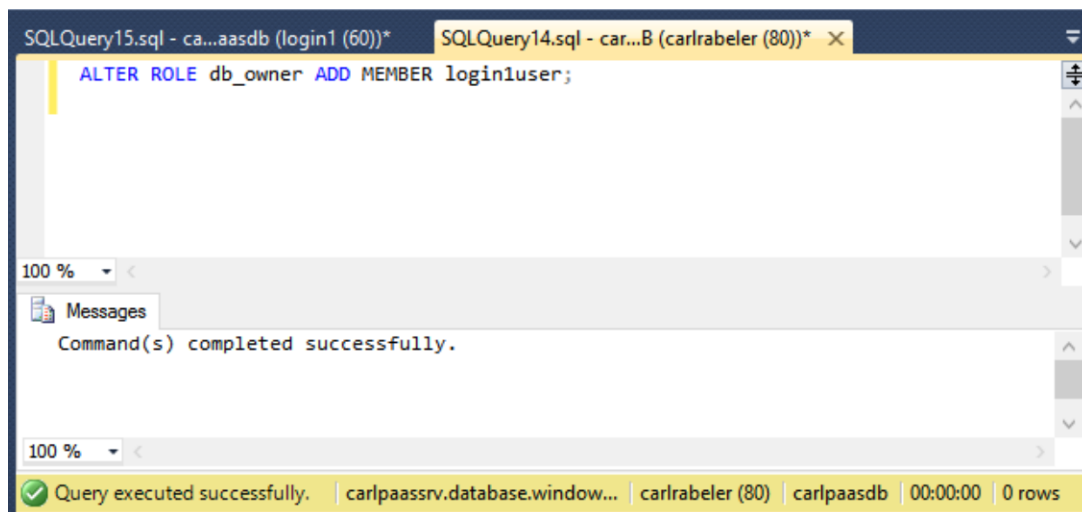 SQLQuery15.sql - ca...aasdb (login1 (60))* SQLQuery14.sql - car...B (carlrabeler (80))*
ALTER ROLE db_owner ADD MEMBER login1user;
100 %
Messages
Command(s) completed successfully.
100 %
Query executed successfully. carlpaassrv.database.window... carlrabeler (80) carlpaasdb 00:00:00 0 rows